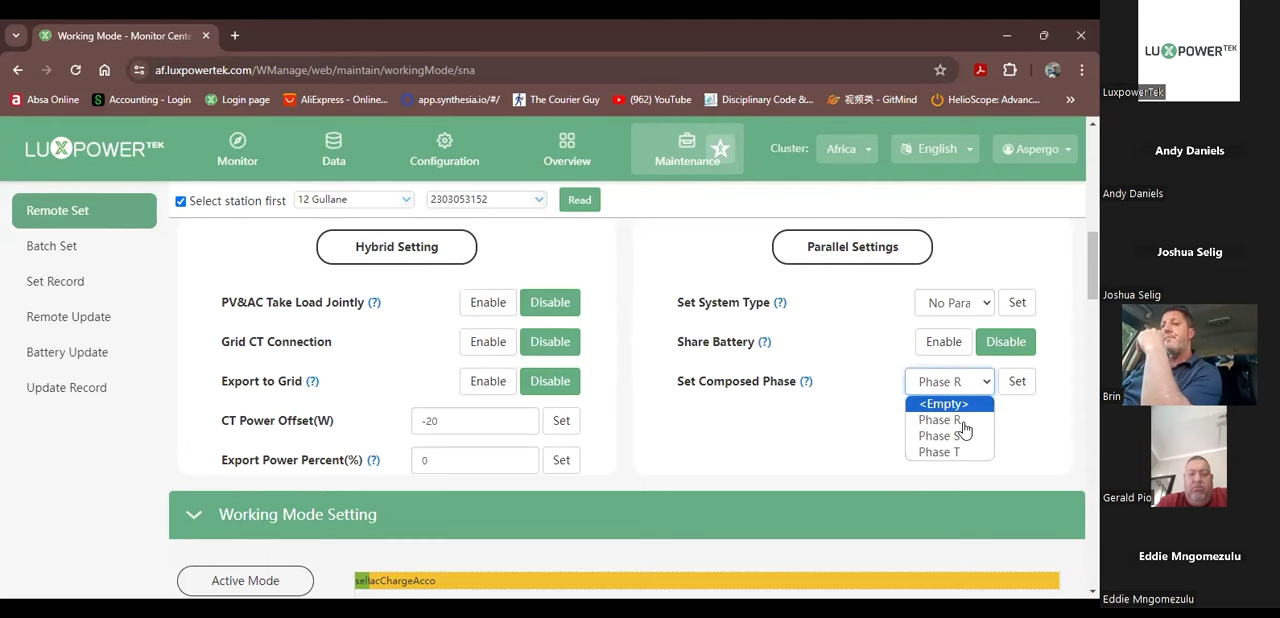 Working Mode - Monitor Cente
af.luxpowertek.com/WManage/web/maintain/workingMode/sna
Absa Online
Accounting - Login
Login page
AliExpress - Online...
app.synthesia.io/#/
The Courier Guy
(962) YouTube
Disciplinary Code &...
视频类 - GitMind
HelioScope: Advanc...
LUXPOWERTEK
Monitor
Data
Configuration
Overview
Maintenance
Cluster:
Africa
English
Aspergo
Remote Set
Batch Set
Set Record
Remote Update
Battery Update
Update Record
Select station first
12 Gullane
2303053152
Read
Hybrid Setting
PV&AC Take Load Jointly (?)
Enable
Disable
Grid CT Connection
Enable
Disable
Export to Grid (?)
Enable
Disable
CT Power Offset(W)
-20
Set
Export Power Percent(%) (?)
0
Set
Parallel Settings
Set System Type (?)
No Para
Set
Share Battery (?)
Enable
Disable
Set Composed Phase (?)
Phase R
Set
<Empty>
Phase R
Phase S
Phase T
Working Mode Setting
Active Mode
acChargeAcco
LUXPOWERTEK
LuxpowerTek
Andy Daniels
Andy Daniels
Joshua Selig
Joshua Selig
Brin
Gerald Pio
Eddie Mngomezulu
Eddie Mngomezulu